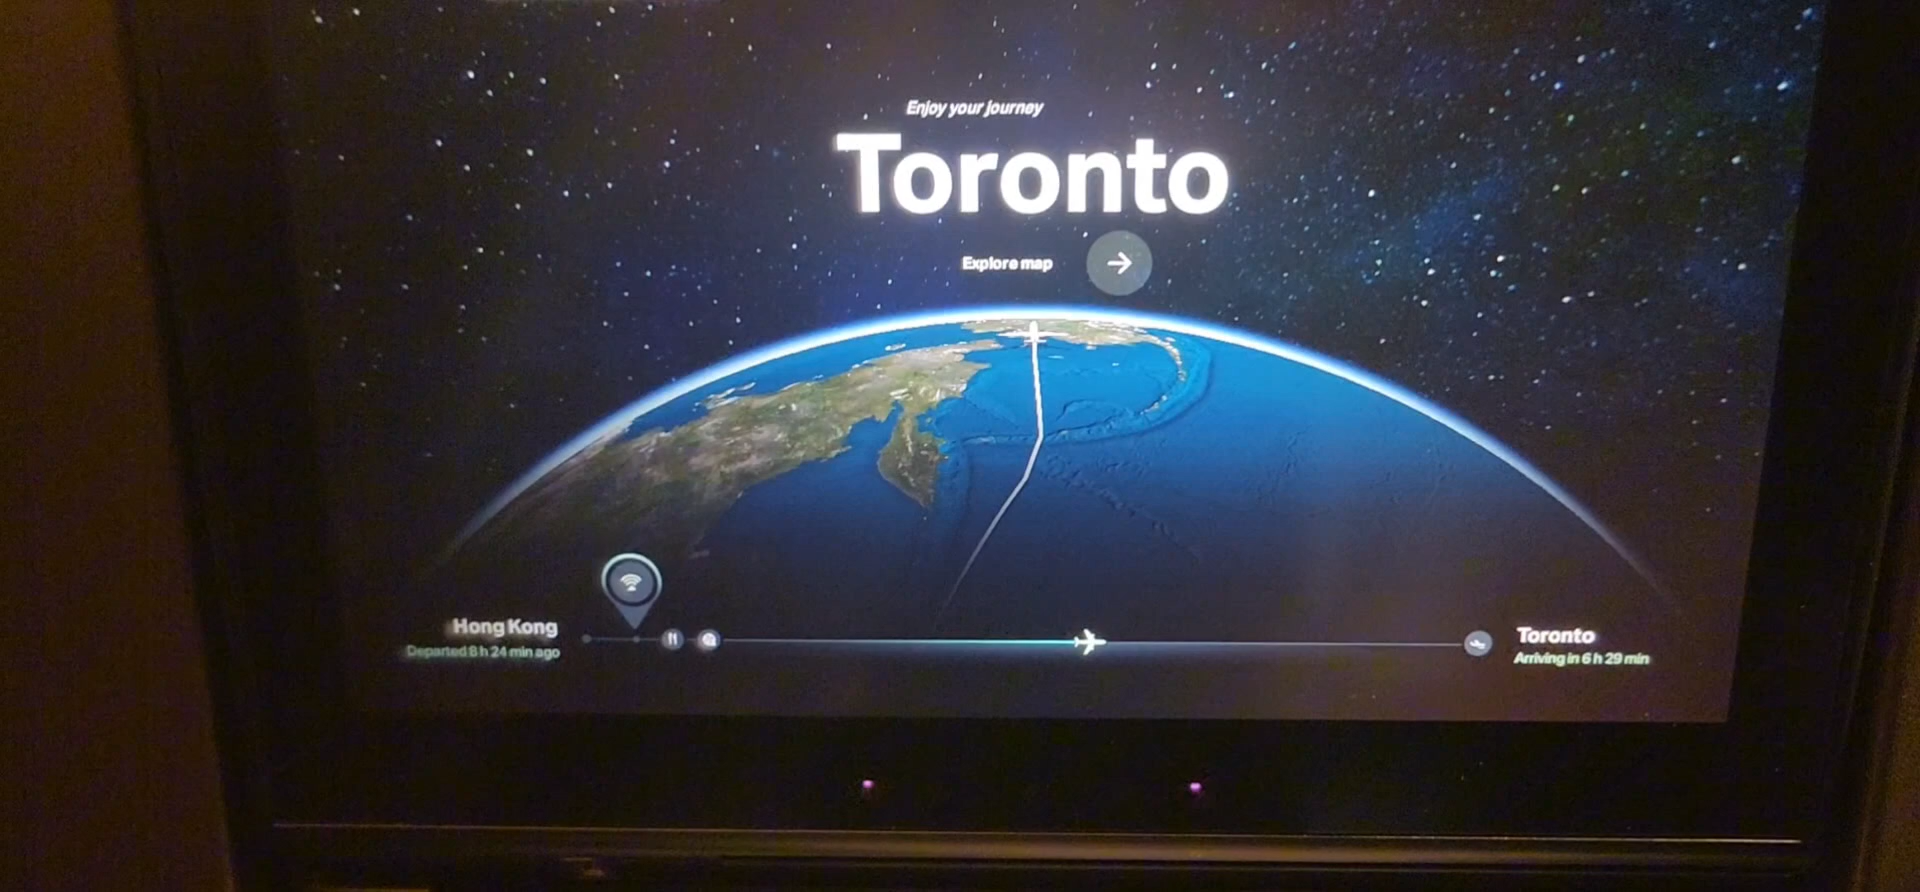 Enjoy your journey
Toronto
Explore map
Hong Kong
Departed 8 h 24 min ago
Toronto
Arriving in 6 h 29 min